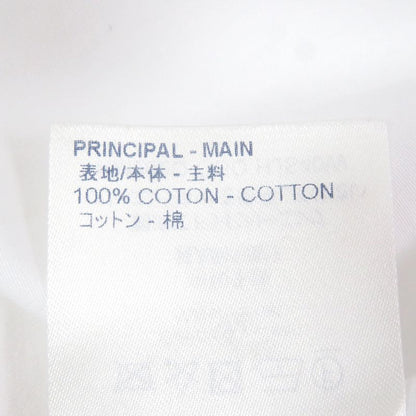 PRINCIPAL - MAIN
表地/本体 - 主料
100% COTON - COTTON
コットン - 棉